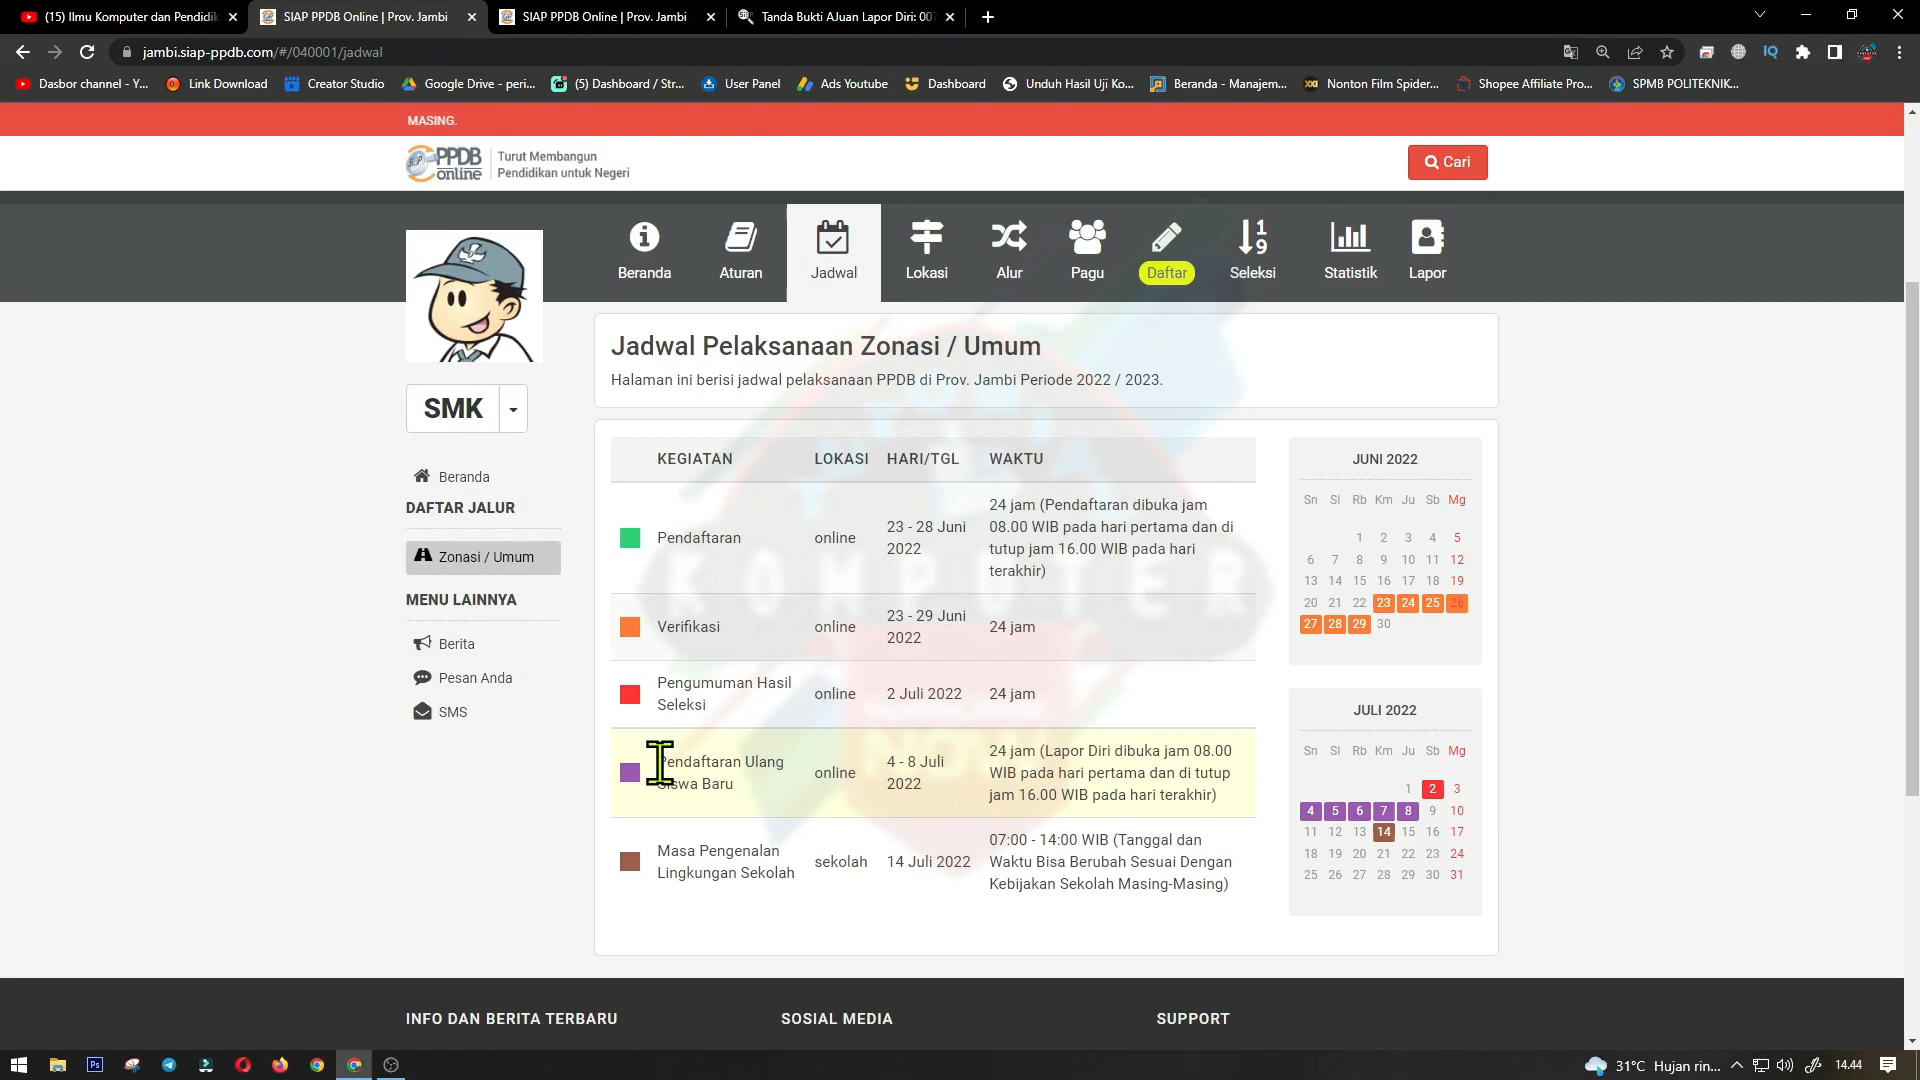 (15) Ilmu Komputer dan Pendidik
SIAP PPDB Online | Prov. Jambi
SIAP PPDB Online | Prov. Jambi
Tanda Bukti AJuan Lapor Diri: 00
jambi.siap-ppdb.com/#/040001/jadwal
Dasbor channel - Y...
Link Download
Creator Studio
Google Drive - peri...
(5) Dashboard / Str...
User Panel
Ads Youtube
Dashboard
Unduh Hasil Uji Ko...
Beranda - Manajem...
Nonton Film Spider...
Shopee Affiliate Pro...
SPMB POLITEKNIK...
MASING.
PPDB online
Turut Membangun
Pendidikan untuk Negeri
Cari
Beranda
Aturan
Jadwal
Lokasi
Alur
Pagu
Daftar
Seleksi
Statistik
Lapor
SMK
Beranda
DAFTAR JALUR
Zonasi / Umum
MENU LAINNYA
Berita
Pesan Anda
SMS
Jadwal Pelaksanaan Zonasi / Umum
Halaman ini berisi jadwal pelaksanaan PPDB di Prov. Jambi Periode 2022 / 2023.
KEGIATAN LOKASI HARI/TGL WAKTU
Pendaftaran
online
23 - 28 Juni
2022
24 jam (Pendaftaran dibuka jam
08.00 WIB pada hari pertama dan di
tutup jam 16.00 WIB pada hari
terakhir)
Verifikasi
online
23 - 29 Juni
2022
24 jam
Pengumuman Hasil
Seleksi
online
2 Juli 2022
24 jam
Pendaftaran Ulang
Siswa Baru
online
4 - 8 Juli
2022
24 jam (Lapor Diri dibuka jam 08.00
WIB pada hari pertama dan di tutup
jam 16.00 WIB pada hari terakhir)
Masa Pengenalan
Lingkungan Sekolah
sekolah
14 Juli 2022
07:00 - 14:00 WIB (Tanggal dan
Waktu Bisa Berubah Sesuai Dengan
Kebijakan Sekolah Masing-Masing)
KOMPUTER
JUNI 2022
Sn Sl Rb Km Ju Sb Mg
1 2 3 4 5
6 7 8 9 10 11 12
13 14 15 16 17 18 19
20 21 22 23 24 25 26
27 28 29 30
JULI 2022
Sn Sl Rb Km Ju Sb Mg
1 2 3
4 5 6 7 8 9 10
11 12 13 14 15 16 17
18 19 20 21 22 23 24
25 26 27 28 29 30 31
INFO DAN BERITA TERBARU
SOSIAL MEDIA
SUPPORT
31°C Hujan rin...
14.44